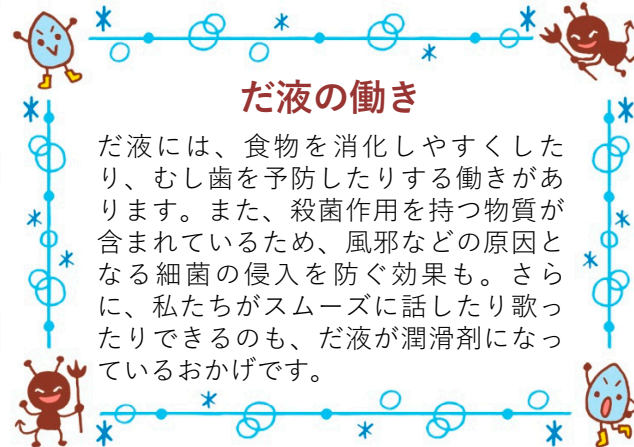 だ液の働き
だ液には、食物を消化しやすくした
り、むし歯を予防したりする働きがあ
ります。また、殺菌作用を持つ物質が
含まれているため、風邪などの原因と
なる細菌の侵入を防ぐ効果も。さら
に、私たちがスムーズに話したり歌っ
たりできるのも、だ液が潤滑剤になっ
ているおかげです。